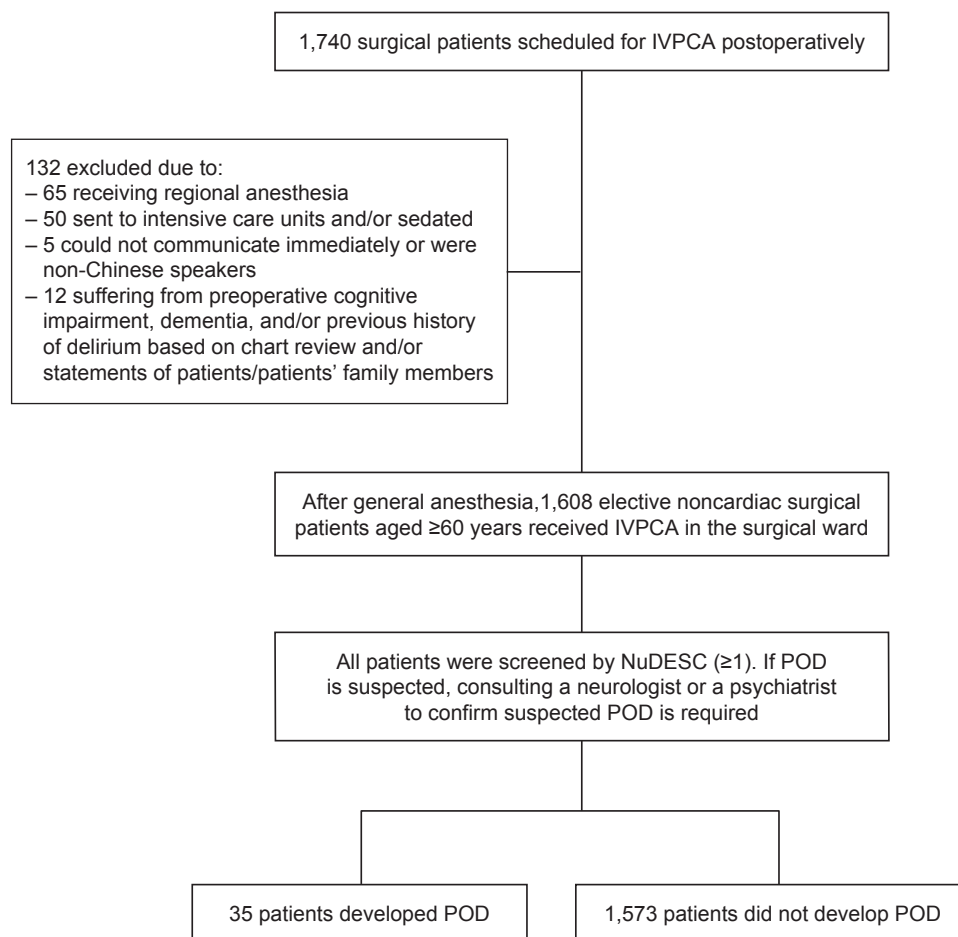 1,740 surgical patients scheduled for IVPCA postoperatively
132 excluded due to:
– 65 receiving regional anesthesia
– 50 sent to intensive care units and/or sedated
– 5 could not communicate immediately or were
non-Chinese speakers
– 12 suffering from preoperative cognitive
impairment, dementia, and/or previous history
of delirium based on chart review and/or
statements of patients/patients’ family members
After general anesthesia,1,608 elective noncardiac surgical
patients aged ≥60 years received IVPCA in the surgical ward
All patients were screened by NuDESC (≥1). If POD
is suspected, consulting a neurologist or a psychiatrist
to confirm suspected POD is required
35 patients developed POD
1,573 patients did not develop POD